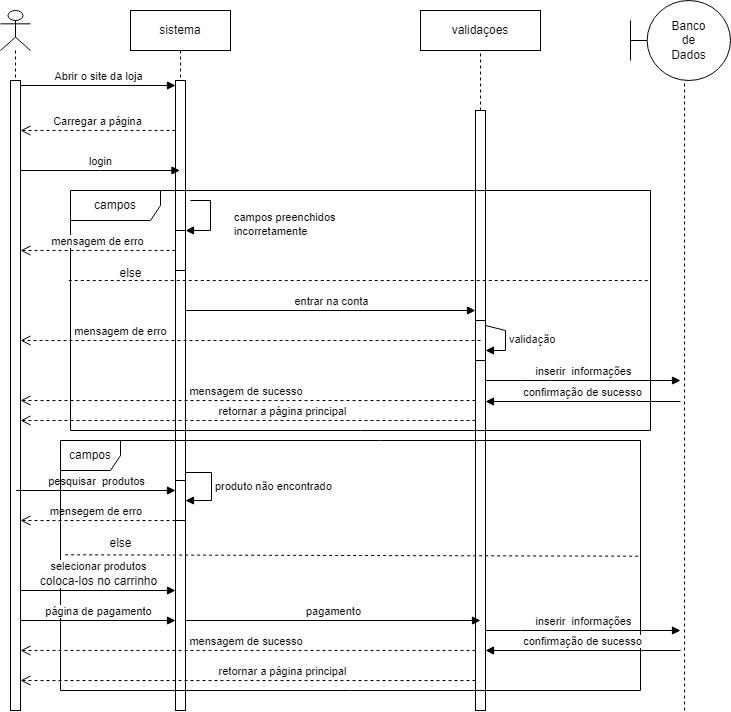 sistema
validaçoes
Banco
de
Dados
Abrir o site da loja
Carregar a página
login
campos
campos preenchidos
incorretamente
mensagem de erro
else
entrar na conta
mensagem de erro
validação
inserir informações
mensagem de sucesso
confirmação de sucesso
retornar a página principal
campos
pesquisar produtos
produto não encontrado
mensegem de erro
else
selecionar produtos
coloca-los no carrinho
página de pagamento
pagamento
inserir informações
mensagem de sucesso
confirmação de sucesso
retornar a página principal